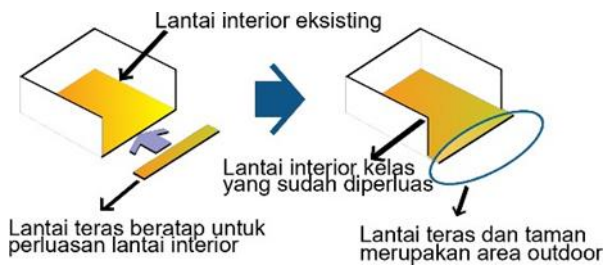 Lantai interior eksisting
Lantai interior kelas
yang sudah diperluas
Lantai teras beratap untuk
perluasan lantai interior
Lantai teras dan taman
merupakan area outdoor